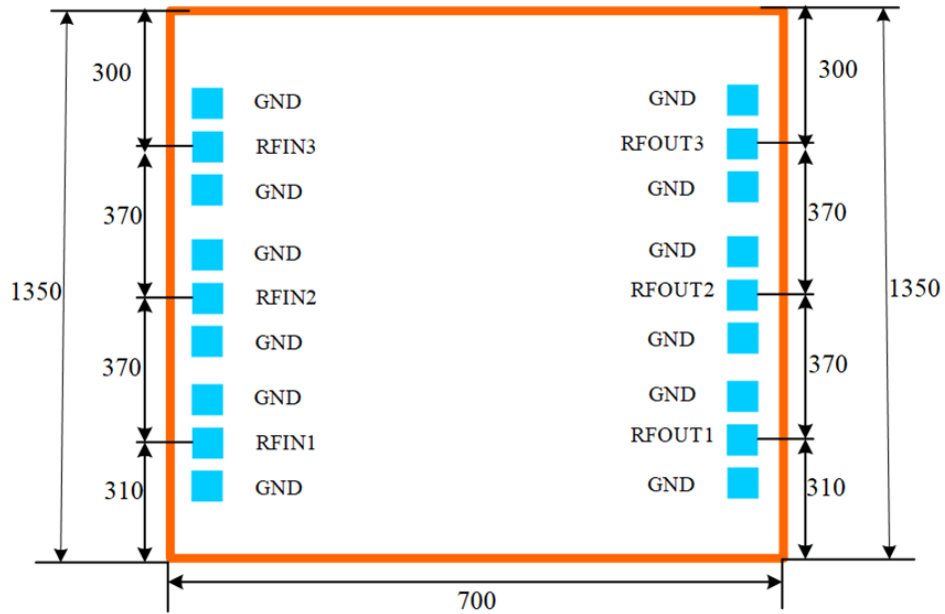 300 300
GND GND
RFIN3 RFOUT3
GND GND
370 370
GND GND
1350 RFIN2 RFOUT2 1350
GND GND
370 370
GND GND
RFIN1 RFOUT1
310 GND GND 310
700